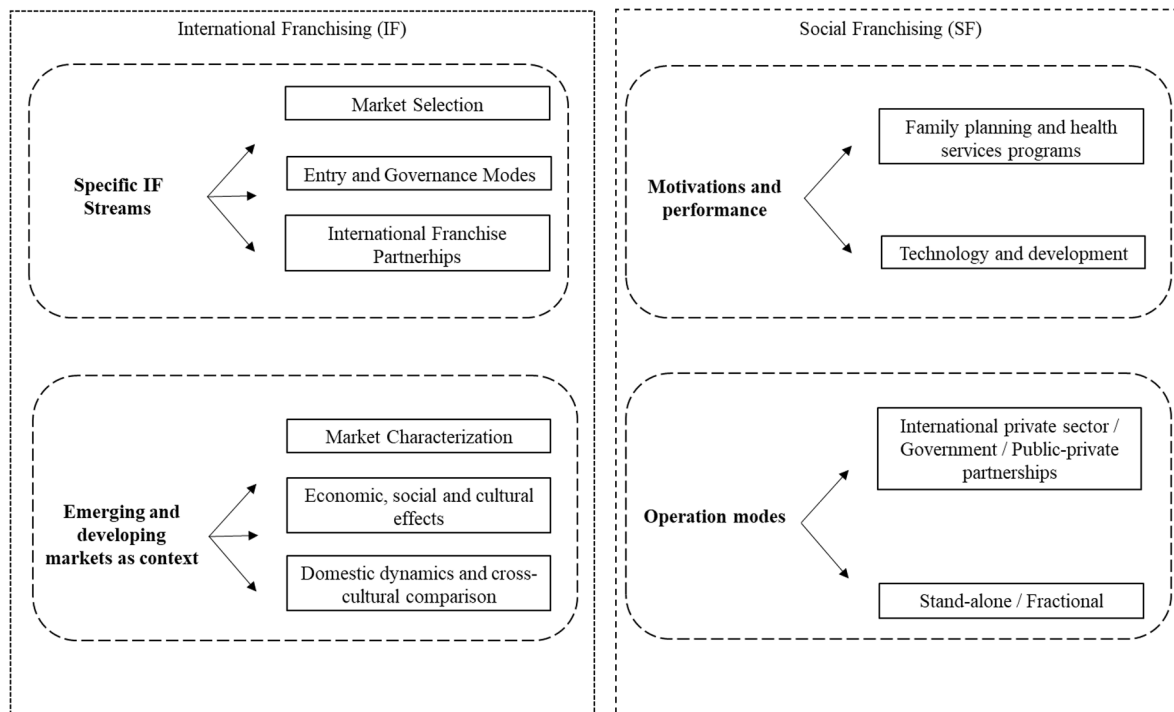 International Franchising (IF)
Specific IF
Streams
Market Selection
Entry and Governance Modes
International Franchise
Partnerhips
Emerging and
developing
markets as context
Market Characterization
Economic, social and cultural
effects
Domestic dynamics and cross-
cultural comparison
Social Franchising (SF)
Motivations and
performance
Family planning and health
services programs
Technology and development
Operation modes
International private sector /
Government / Public-private
partnerships
Stand-alone / Fractional